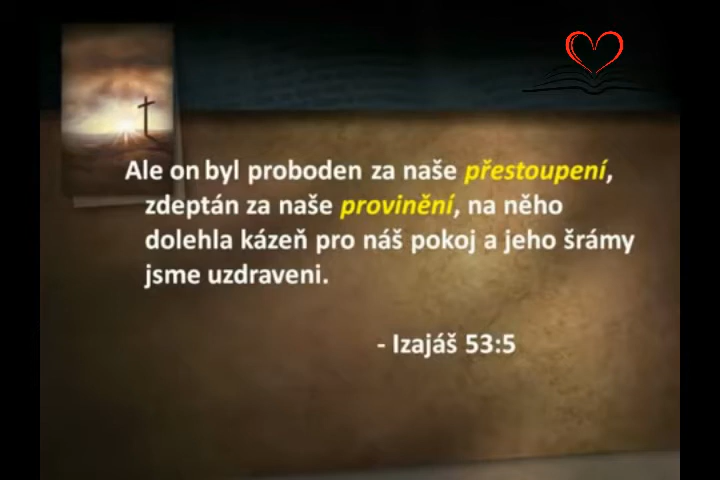 Ale on byl proboden za naše přestoupení,
zdeptán za naše provinění, na něho
dolehla kázeň pro náš pokoj a jeho šrámy
jsme uzdraveni.
- Izajáš 53:5